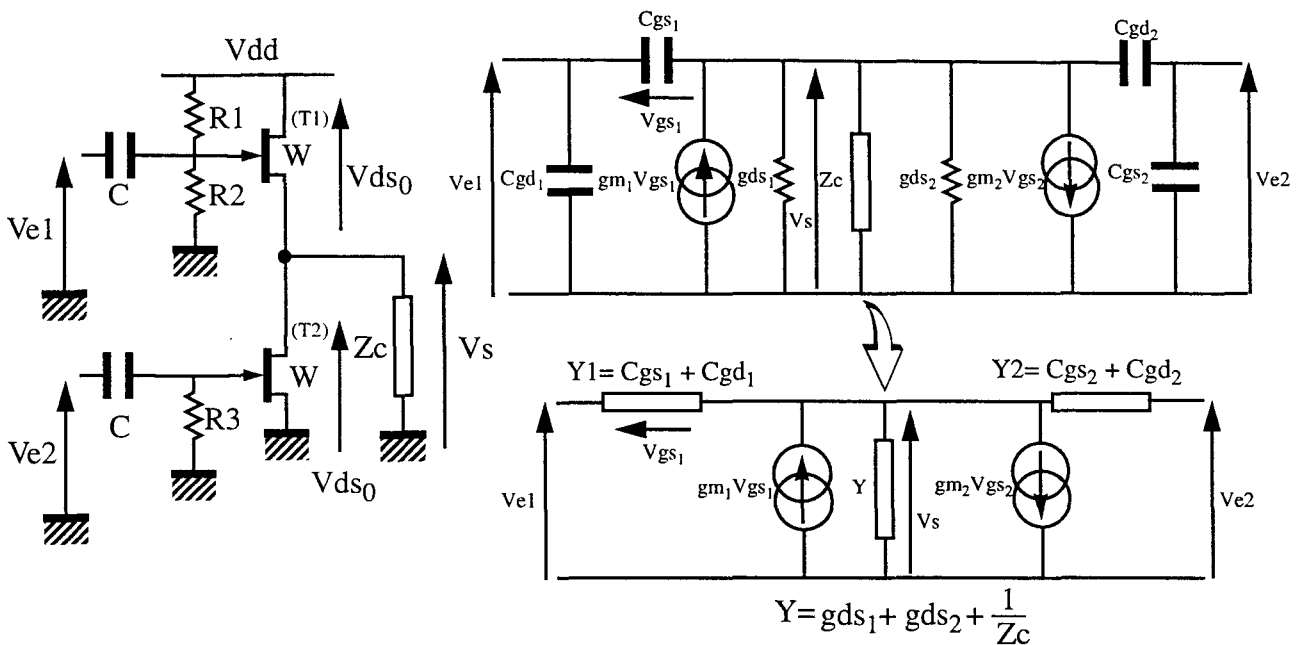 Vdd
R1
(T1)
W
C
R2
Vds0
Ve1
(T2)
W
Zc
Vs
C
R3
Ve2
Vds0
Cgs1
Cgd2
Vgs1
Ve1
Cgd1
gm1Vgs1
gds1
Vs
Zc
gds2
gm2Vgs2
Cgs2
Ve2
Y1= Cgs1 + Cgd1
Y2= Cgs2 + Cgd2
Vgs1
Ve1
gm1Vgs1
Y
Vs
gm2Vgs2
Ve2
Y= gds1+ gds2 + 1/Zc